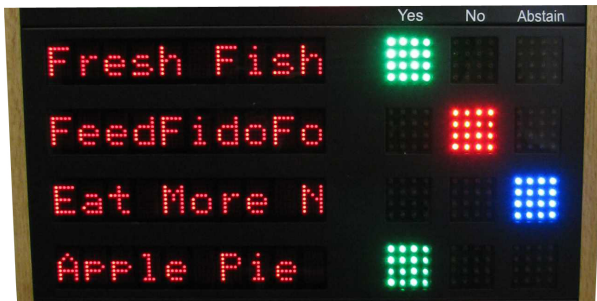 Yes No Abstain
Fresh Fish
FeedFidoFo
Eat More N
Apple Pie